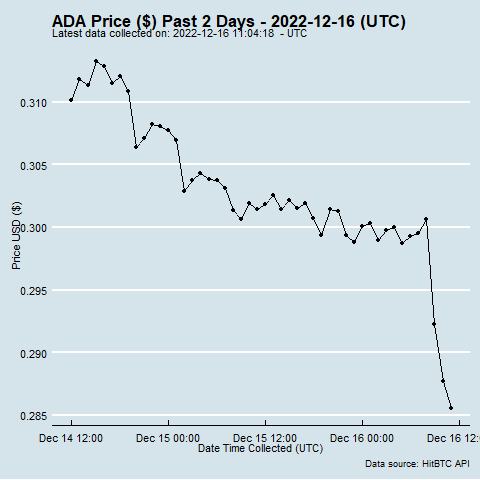 ADA Price ($) Past 2 Days - 2022-12-16 (UTC)
Latest data collected on: 2022-12-16 11:04:18 - UTC
0.310
0.305
0.300
0.295
0.290
0.285
Price USD ($)
Dec 14 12:00 Dec 15 00:00 Dec 15 12:00 Dec 16 00:00 Dec 16 12:
Date Time Collected (UTC)
Data source: HitBTC API